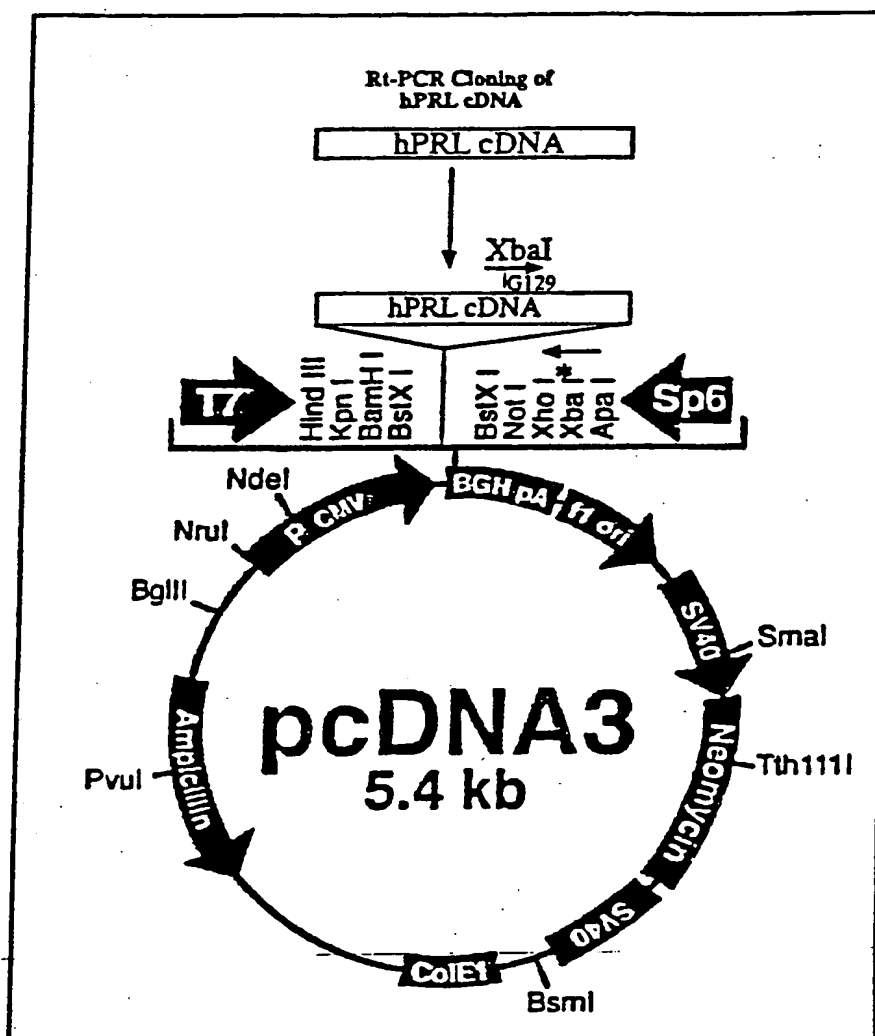 Rt-PCR Cloning of
hPRL cDNA
hPRL cDNA
XbaI
G129
hPRL cDNA
T7
Hind III
Kpn I
BamH I
BstX I
BstX I
Not I
Xho I
Xba I*
Apa I
Sp6
NdeI
NruI
BglII
P CMV
BGH pA
f1 ori
SV40
SmaI
Neomycin
Tth111I
Ampicillin
PvuI
pcDNA3
5.4 kb
SV40
ColE1
BsmI